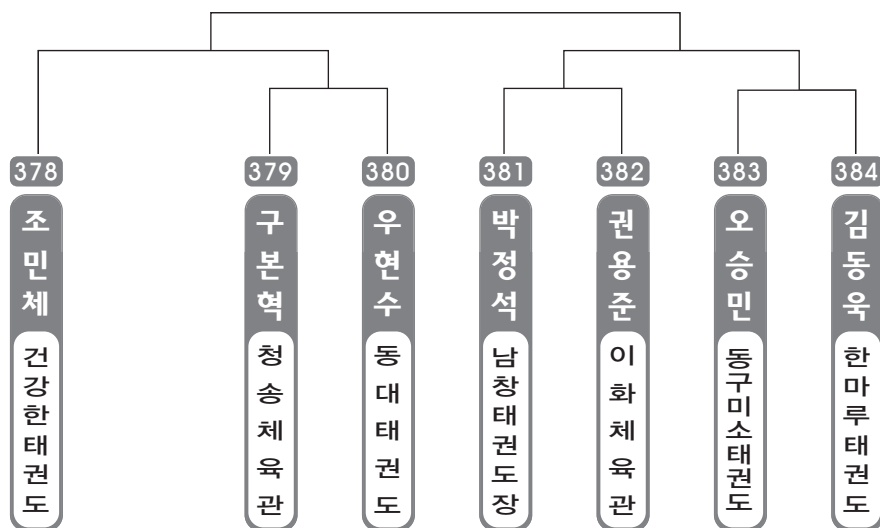 378
조민체
건강한태권도
379
구본혁
청송체육관
380
우현수
동대태권도
381
박정석
남창태권도장
382
권용준
이화체육관
383
오승민
동구미소태권도
384
김동욱
한마루태권도